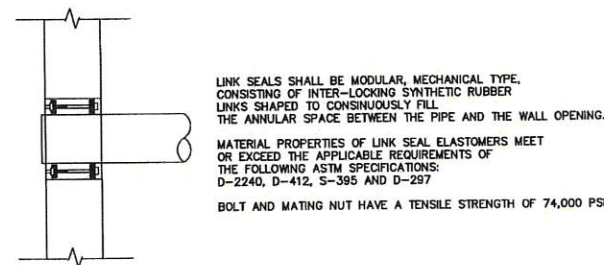 LINK SEALS SHALL BE MODULAR, MECHANICAL TYPE,
CONSISTING OF INTER-LOCKING SYNTHETIC RUBBER
LINKS SHAPED TO CONSINUOUSLY FILL
THE ANNULAR SPACE BETWEEN THE PIPE AND THE WALL OPENING.
MATERIAL PROPERTIES OF LINK SEAL ELASTOMERS MEET
OR EXCEED THE APPLICABLE REQUIREMENTS OF
THE FOLLOWING ASTM SPECIFICATIONS:
D-2240, D-412, S-395 AND D-297
BOLT AND MATING NUT HAVE A TENSILE STRENGTH OF 74,000 PSI